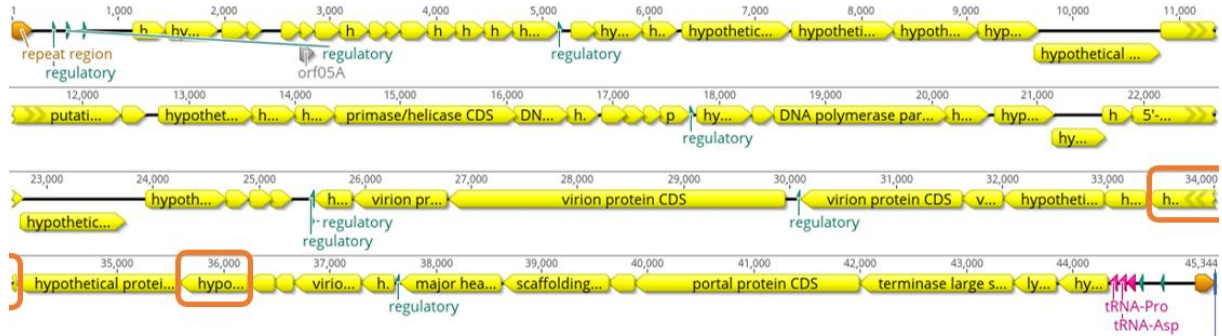 1 1,000 2,000 3,000 4,000 5,000 6,000 7,000 8,000 9,000 10,000 11,000
h hy... h h h h h... hy... h.. hypothetic... hypotheti... hypoth... hyp...
repeat region regulatory regulatory hypothetical ...
regulatory orf05A
12,000 13,000 14,000 15,000 16,000 17,000 18,000 19,000 20,000 21,000 22,000
putati... hypothet... h... h... primase/helicase CDS DN... h. p hy... DNA polymerase par... h... hyp... h 5'-...
regulatory hy...
23,000 24,000 25,000 26,000 27,000 28,000 29,000 30,000 31,000 32,000 33,000 34,000
hypoth... h... virion pr... virion protein CDS virion protein CDS v... hypotheti... h... h..
hypothetic... regulatory regulatory
regulatory
35,000 36,000 37,000 38,000 39,000 40,000 41,000 42,000 43,000 44,000 45,344
hypothetical protei... hypo... virio... h. major hea... scaffolding... portal protein CDS terminase large s... ly... hy...
regulatory tRNA-Pro
tRNA-Asp